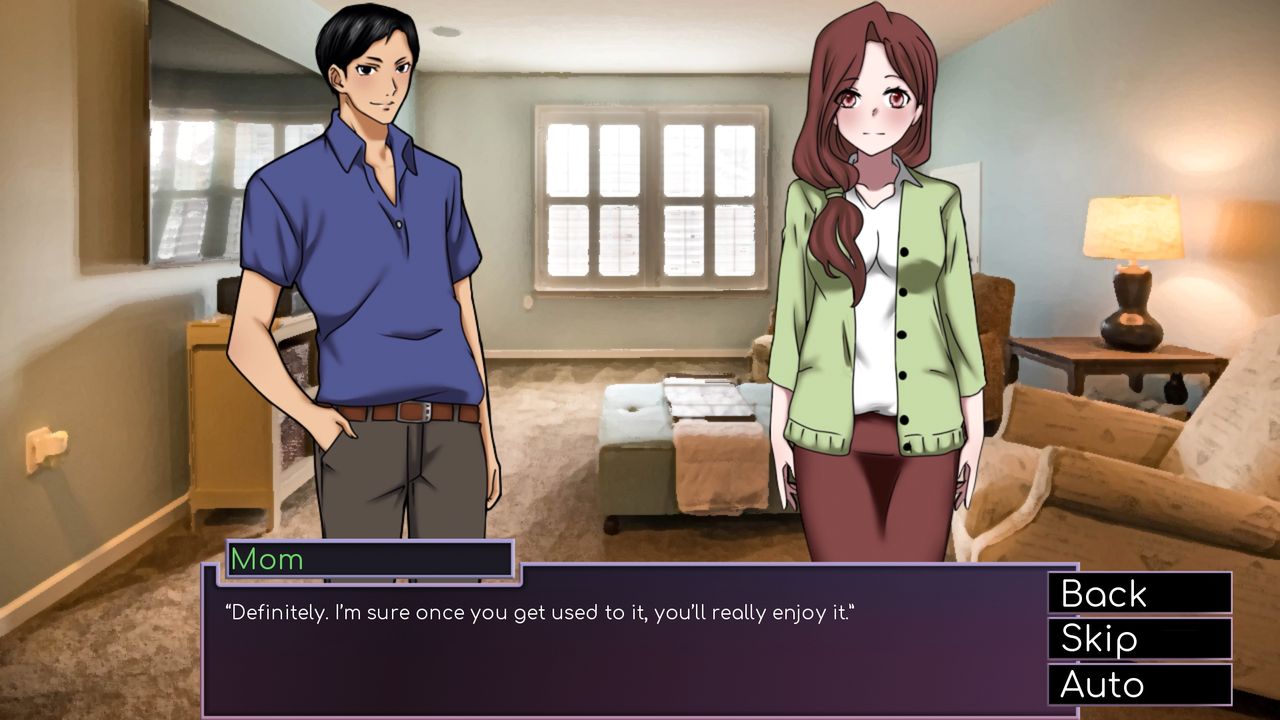 Mom
“Definitely. I’m sure once you get used to it, you’ll really enjoy it.”
Back
Skip
Auto